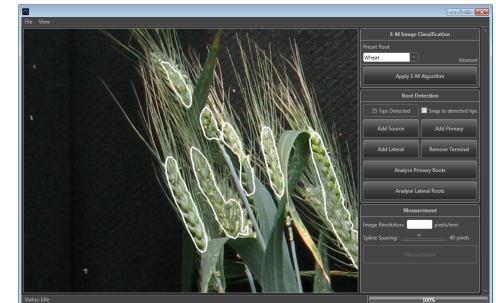 File View
E-M Image Classification
Preset Root
Wheat
Advanced
Apply E-M Algorithm
Root Detection
25 Tips Detected Snap to detected tips
Add Source Add Primary
Add Lateral Remove Terminal
Analyse Primary Roots
Analyse Lateral Roots
Measurement
Image Resolution: pixels/mm
Spline Spacing: 40 pixels
Measurement
Status: Idle 100%